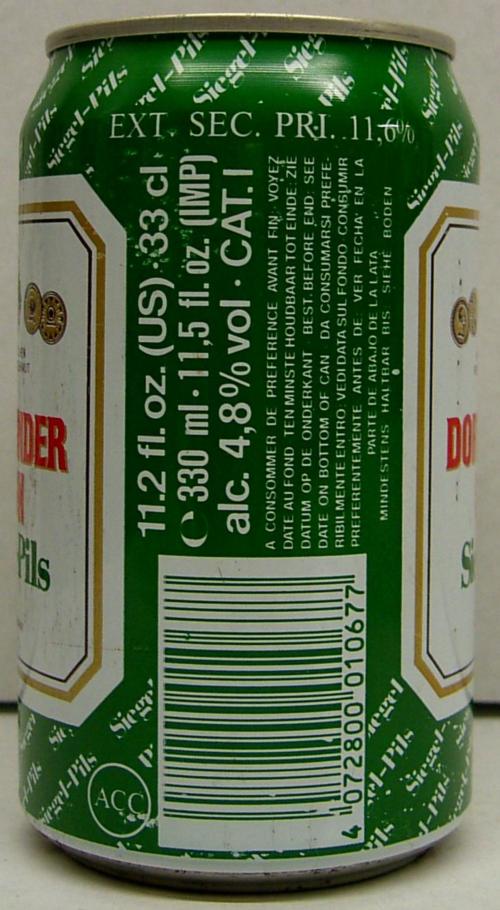 EXT. SEC. PRI. 11,6%
11.2 fl. oz. (US) · 33 cl
330 ml · 11,5 fl. oz. (IMP)
alc. 4,8% vol · CAT. I
A CONSOMMER DE PREFERENCE AVANT FIN: VOYEZ
DATE AU FOND TEN MINSTE HOUDBAAR TOT EINDE: ZIE
DATUM OP DE ONDERKANT · BEST BEFORE END: SEE
DATE ON BOTTOM OF CAN DA CONSUMARSI PREFE-
RIBILMENTE ENTRO: VEDI DATA SUL FONDO CONSUMIR
PREFERENTEMENTE ANTES DE: VER FECHA EN LA
PARTE DE ABAJO DE LA LATA
MINDESTENS HALTBAR BIS SIEHE BODEN
4 072800 010677
ACC
Siegel-Pils
Pils